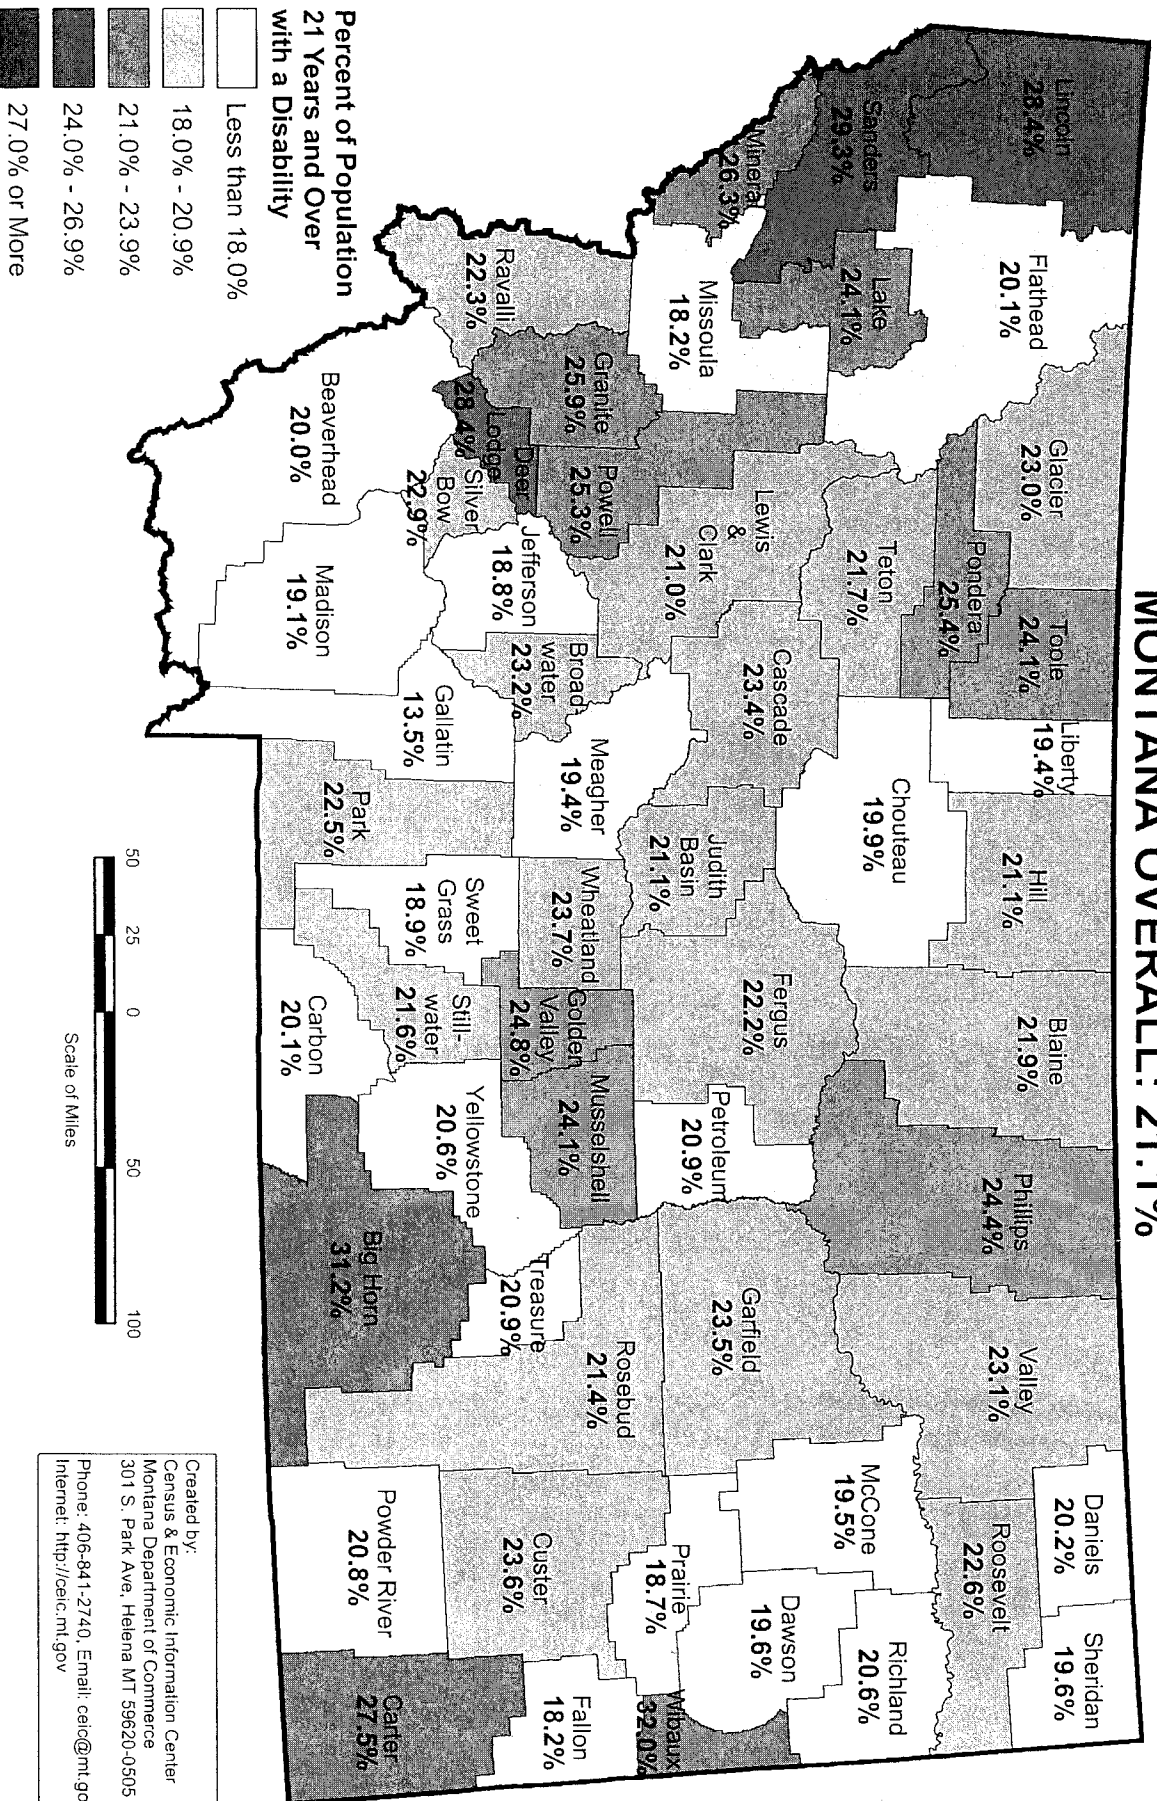 MONTANA OVERALL: 21.1%
Lincoln
28.4%
Flathead
20.1%
Glacier
23.0%
Toole
24.1%
Liberty
19.4%
Hill
21.1%
Blaine
21.9%
Phillips
24.4%
Valley
23.1%
Daniels
20.2%
Sheridan
19.6%
Sanders
29.3%
Lake
24.1%
Pondera
25.4%
Teton
21.7%
Chouteau
19.9%
Roosevelt
22.6%
Richland
20.6%
McCone
19.5%
Mineral
26.3%
Missoula
18.2%
Lewis
&
Clark
21.0%
Cascade
23.4%
Judith
Basin
21.1%
Fergus
22.2%
Petroleum
20.9%
Garfield
23.5%
Dawson
19.6%
Prairie
18.7%
Wibaux
32.0%
Ravalli
22.3%
Granite
25.9%
Powell
25.3%
Deer
Lodge
28.4%
Silver
Bow
22.9%
Jefferson
18.8%
Broad-
water
23.2%
Meagher
19.4%
Wheatland
23.7%
Golden
Valley
24.8%
Musselshell
24.1%
Treasure
20.9%
Rosebud
21.4%
Custer
23.6%
Fallon
18.2%
Beaverhead
20.0%
Madison
19.1%
Gallatin
13.5%
Park
22.5%
Sweet
Grass
18.9%
Still-
water
21.6%
Carbon
20.1%
Yellowstone
20.6%
Big Horn
31.2%
Powder River
20.8%
Carter
27.5%
Percent of Population
21 Years and Over
with a Disability
Less than 18.0%
18.0% - 20.9%
21.0% - 23.9%
24.0% - 26.9%
27.0% or More
50 25 0 50 100
Scale of Miles
Created by:
Census & Economic Information Center
Montana Department of Commerce
301 S. Park Ave, Helena MT 59620-0505
Phone: 406-841-2740, Email: ceic@mt.go
Internet: http://ceic.mt.gov